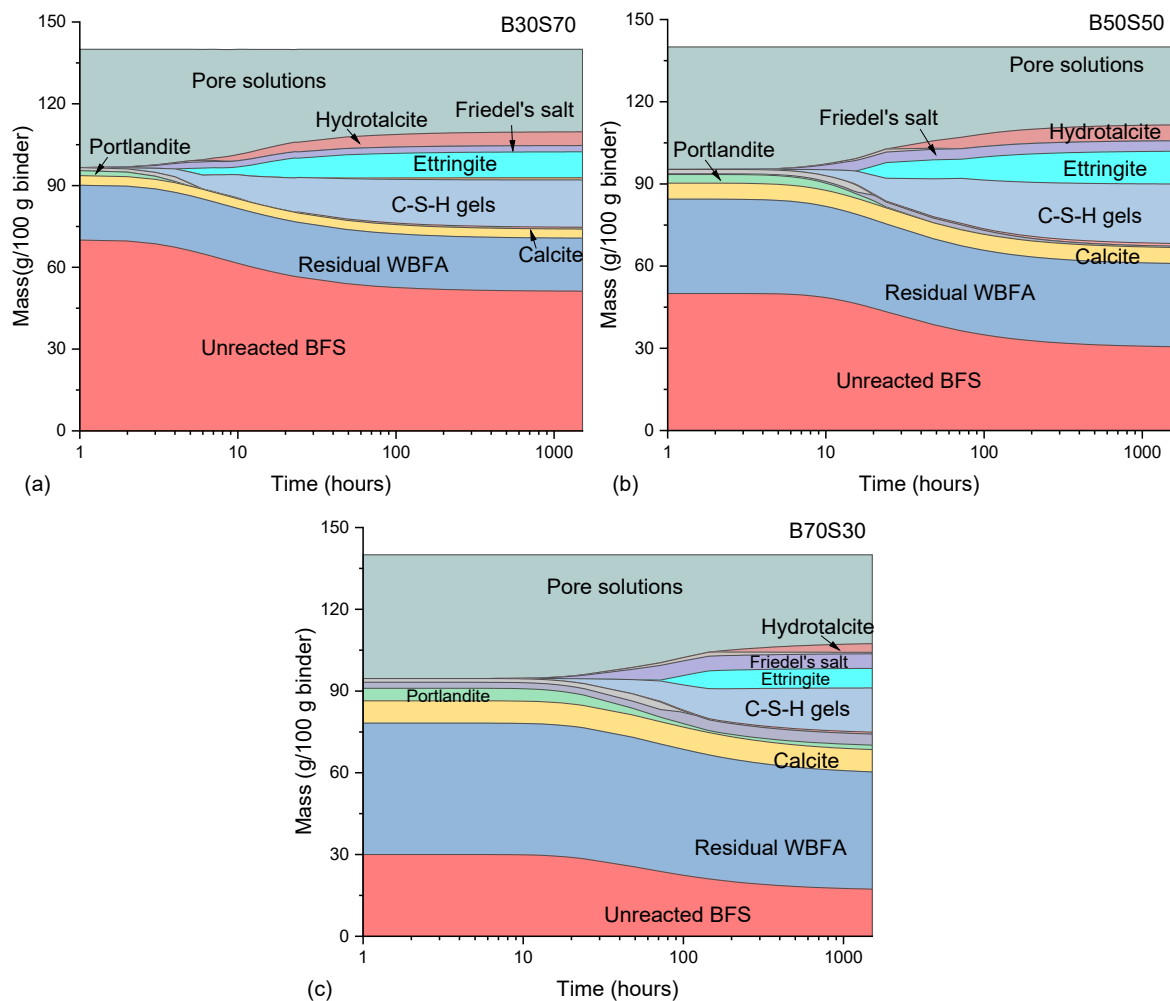 B30S70
150
120
90
60
30
0
Mass(g/100 g binder)
Pore solutions
Friedel's salt
Hydrotalcite
Portlandite
Ettringite
C-S-H gels
Calcite
Residual WBFA
Unreacted BFS
1
10
100
1000
(a)
Time (hours)
B50S50
150
120
90
60
30
0
Mass (g/100 g binder)
Pore solutions
Friedel's salt
Hydrotalcite
Portlandite
Ettringite
C-S-H gels
Calcite
Residual WBFA
Unreacted BFS
1
10
100
1000
(b)
Time (hours)
B70S30
150
120
90
60
30
0
Mass (g/100 g binder)
Pore solutions
Hydrotalcite
Friedel's salt
Ettringite
Portlandite
C-S-H gels
Calcite
Residual WBFA
Unreacted BFS
1
10
100
1000
(c)
Time (hours)